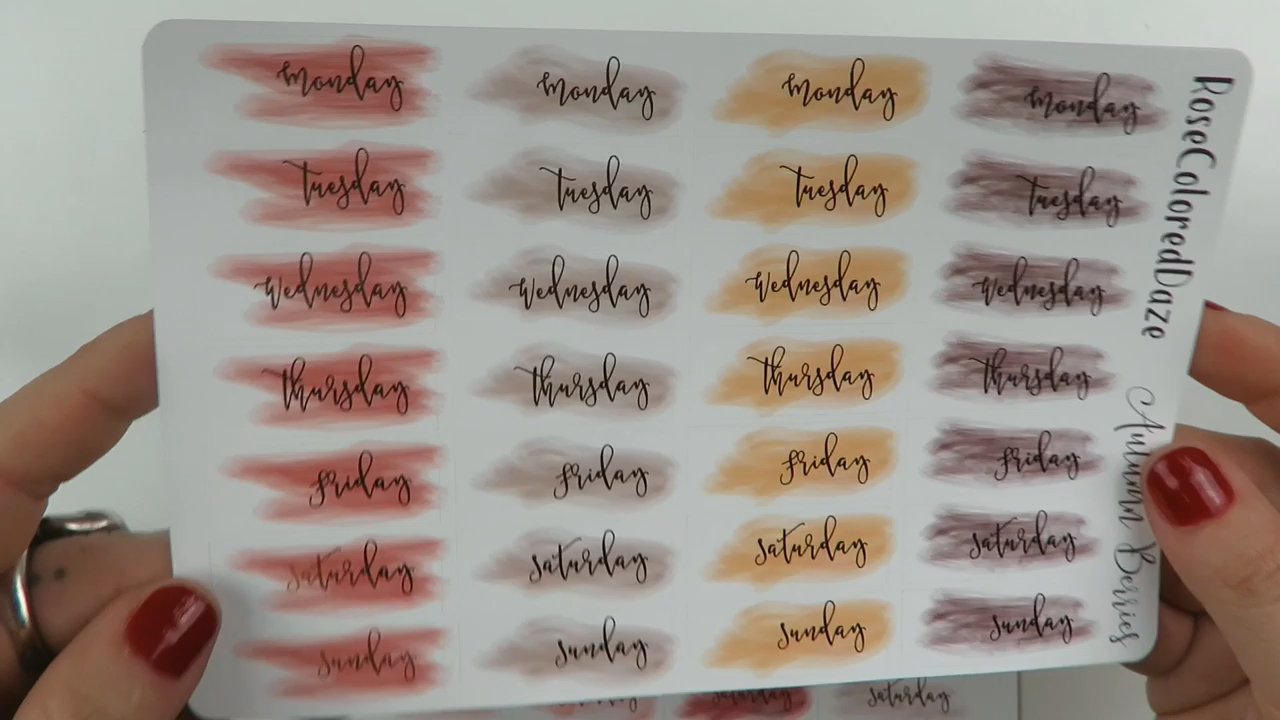 monday monday monday monday
tuesday tuesday tuesday tuesday
wednesday wednesday wednesday wednesday
thursday thursday thursday thursday
friday friday friday friday
saturday saturday saturday saturday
sunday sunday sunday sunday
RoseColoredDaze
Autumn Berries
saturday saturday